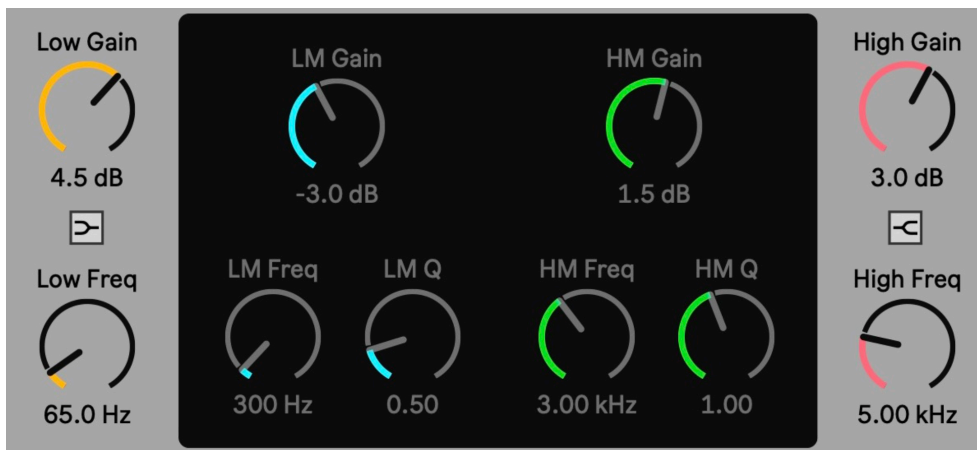 Low Gain
4.5 dB
Low Freq
65.0 Hz
LM Gain
-3.0 dB
HM Gain
1.5 dB
LM Freq
300 Hz
LM Q
0.50
HM Freq
3.00 kHz
HM Q
1.00
High Gain
3.0 dB
High Freq
5.00 kHz